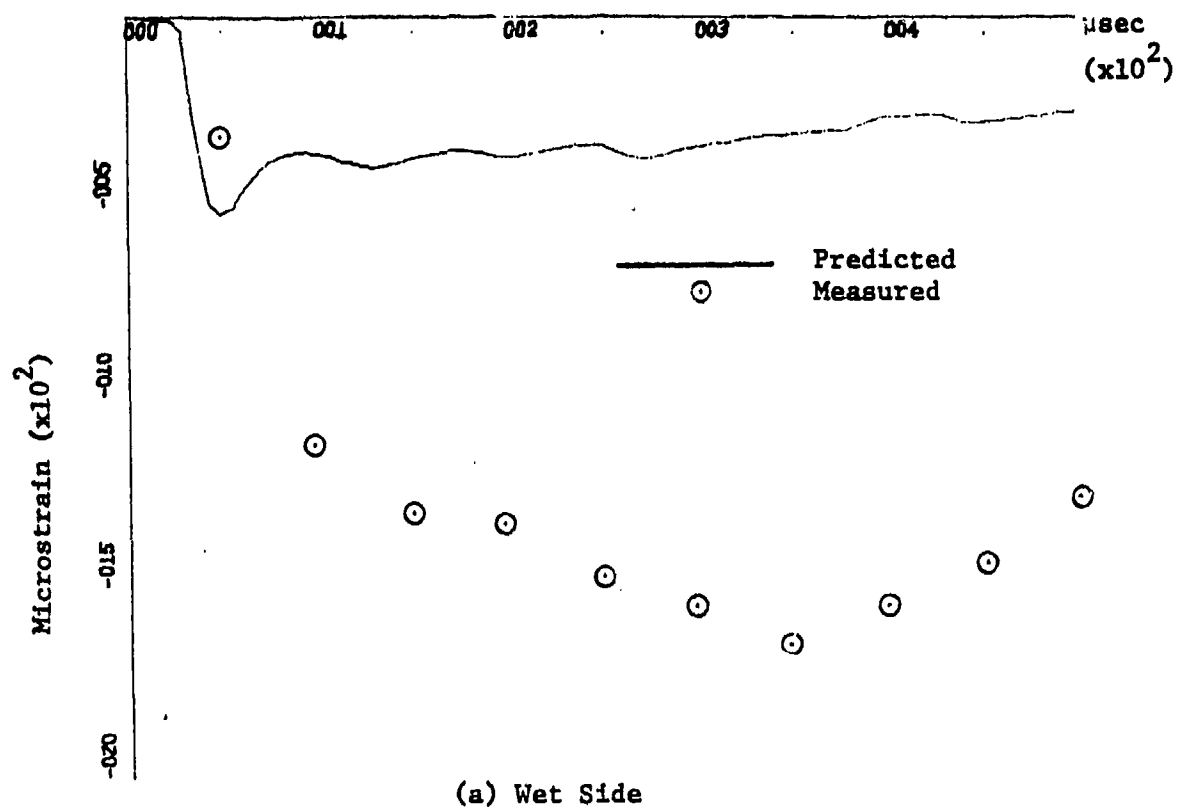 000 001 002 003 004 μsec
(x10²)
-005
Predicted
Measured
-010
Microstrain (x10²)
-015
-020
(a) Wet Side